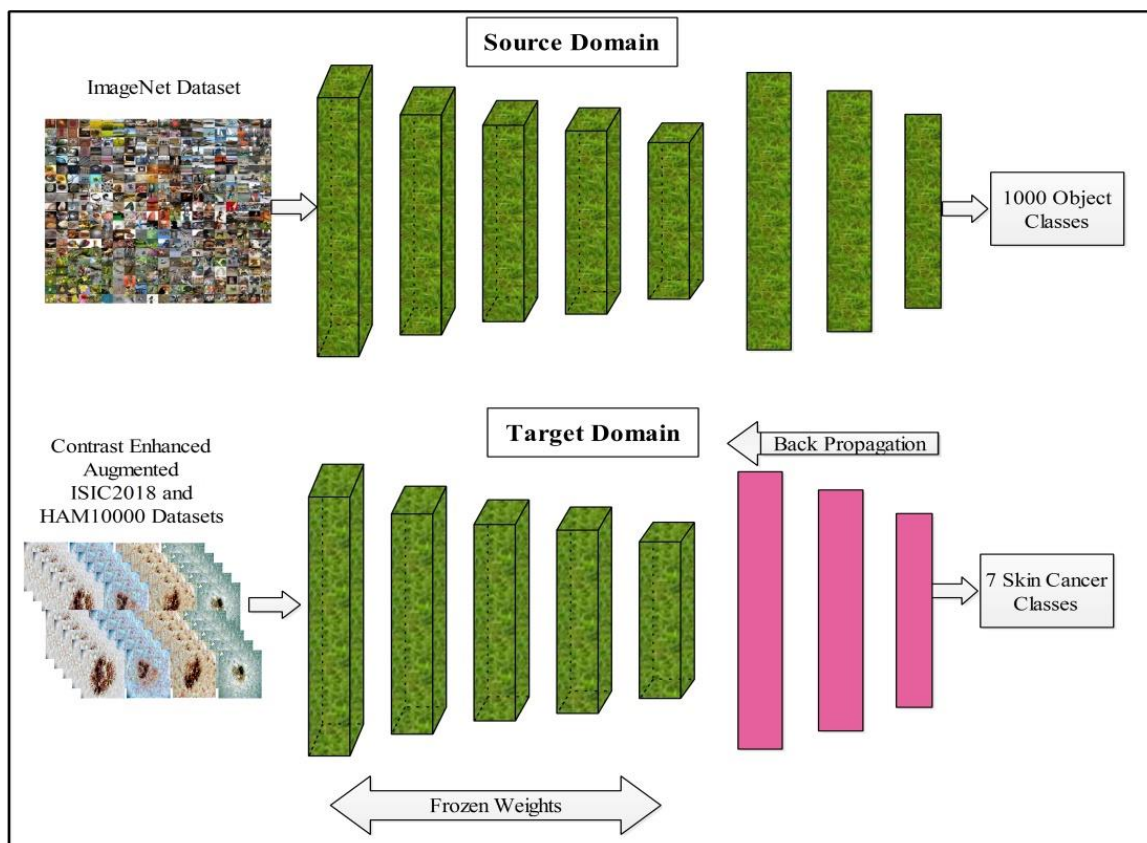 Source Domain
ImageNet Dataset
1000 Object
Classes
Target Domain
Back Propagation
Contrast Enhanced
Augmented
ISIC2018 and
HAM10000 Datasets
7 Skin Cancer
Classes
Frozen Weights